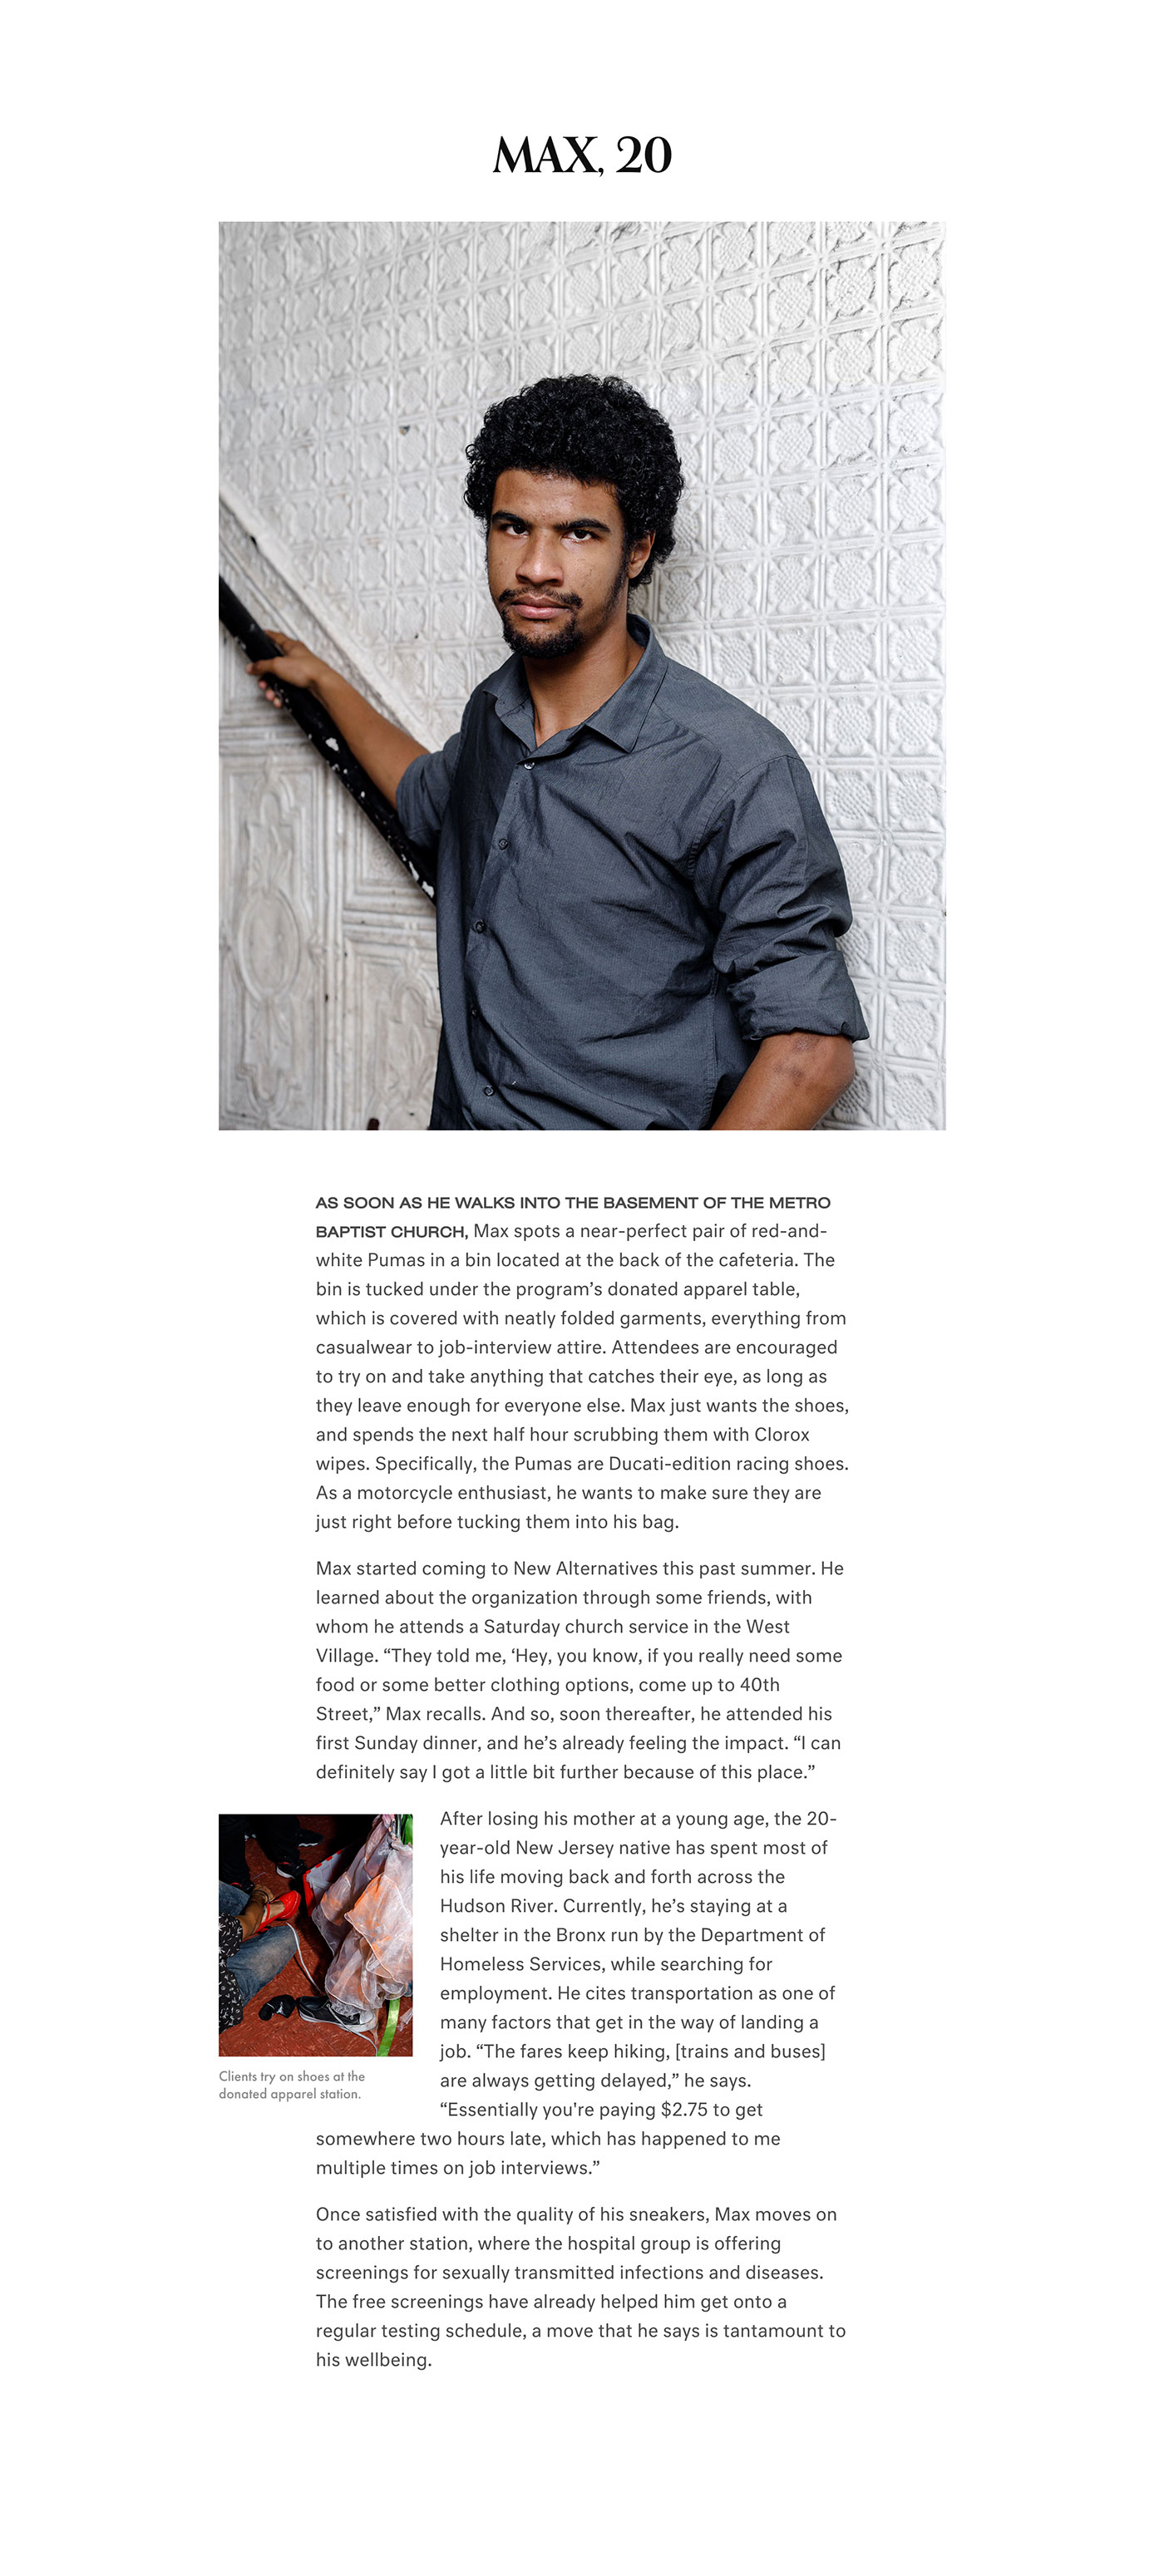 MAX, 20
AS SOON AS HE WALKS INTO THE BASEMENT OF THE METRO
BAPTIST CHURCH, Max spots a near-perfect pair of red-and-
white Pumas in a bin located at the back of the cafeteria. The
bin is tucked under the program’s donated apparel table,
which is covered with neatly folded garments, everything from
casualwear to job-interview attire. Attendees are encouraged
to try on and take anything that catches their eye, as long as
they leave enough for everyone else. Max just wants the shoes,
and spends the next half hour scrubbing them with Clorox
wipes. Specifically, the Pumas are Ducati-edition racing shoes.
As a motorcycle enthusiast, he wants to make sure they are
just right before tucking them into his bag.
Max started coming to New Alternatives this past summer. He
learned about the organization through some friends, with
whom he attends a Saturday church service in the West
Village. “They told me, ‘Hey, you know, if you really need some
food or some better clothing options, come up to 40th
Street,” Max recalls. And so, soon thereafter, he attended his
first Sunday dinner, and he’s already feeling the impact. “I can
definitely say I got a little bit further because of this place.”
After losing his mother at a young age, the 20-
year-old New Jersey native has spent most of
his life moving back and forth across the
Hudson River. Currently, he’s staying at a
shelter in the Bronx run by the Department of
Homeless Services, while searching for
employment. He cites transportation as one of
many factors that get in the way of landing a
job. “The fares keep hiking, [trains and buses]
are always getting delayed,” he says.
“Essentially you're paying $2.75 to get
somewhere two hours late, which has happened to me
multiple times on job interviews.”
Clients try on shoes at the
donated apparel station.
Once satisfied with the quality of his sneakers, Max moves on
to another station, where the hospital group is offering
screenings for sexually transmitted infections and diseases.
The free screenings have already helped him get onto a
regular testing schedule, a move that he says is tantamount to
his wellbeing.